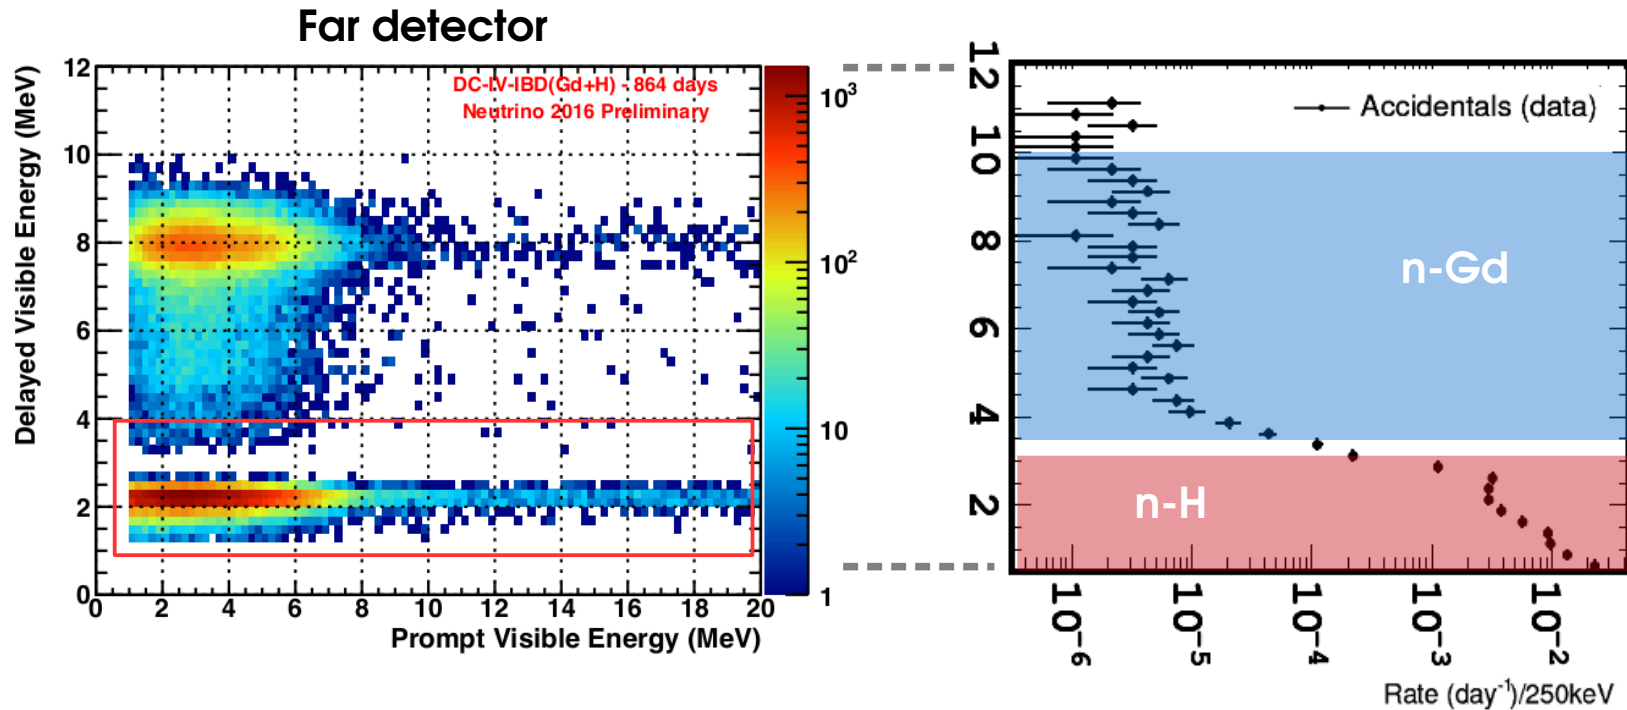 Far detector
Delayed Visible Energy (MeV)
12
10
8
6
4
2
0
DC-IV-IBD(Gd+H) - 864 days
Neutrino 2016 Preliminary
0 2 4 6 8 10 12 14 16 18 20
Prompt Visible Energy (MeV)
10³
10²
10
1
12
10
8
6
4
2
Accidentals (data)
n-Gd
n-H
10⁻⁶ 10⁻⁵ 10⁻⁴ 10⁻³ 10⁻²
Rate (day⁻¹)/250keV